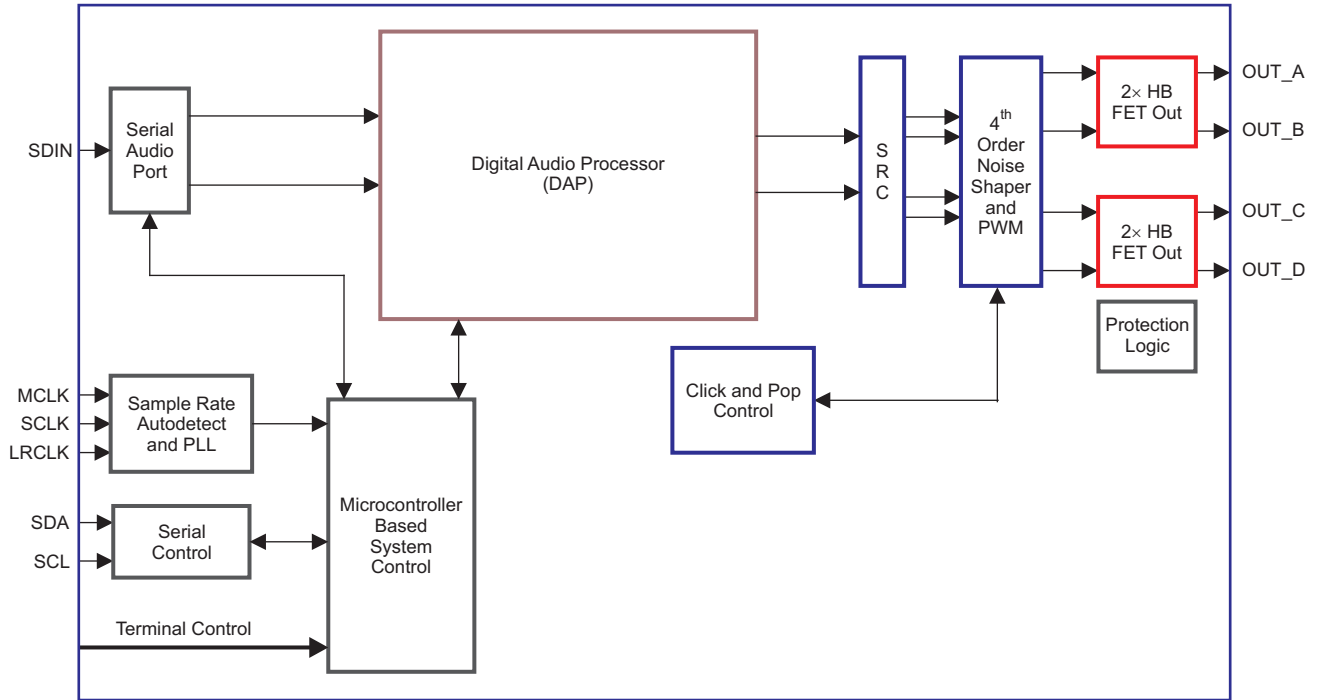 SDIN
Serial
Audio
Port
Digital Audio Processor
(DAP)
S
R
C
4th
Order
Noise
Shaper
and
PWM
2× HB
FET Out
OUT_A
OUT_B
2× HB
FET Out
OUT_C
OUT_D
Protection
Logic
Click and Pop
Control
MCLK
SCLK
LRCLK
Sample Rate
Autodetect
and PLL
SDA
SCL
Serial
Control
Microcontroller
Based
System
Control
Terminal Control